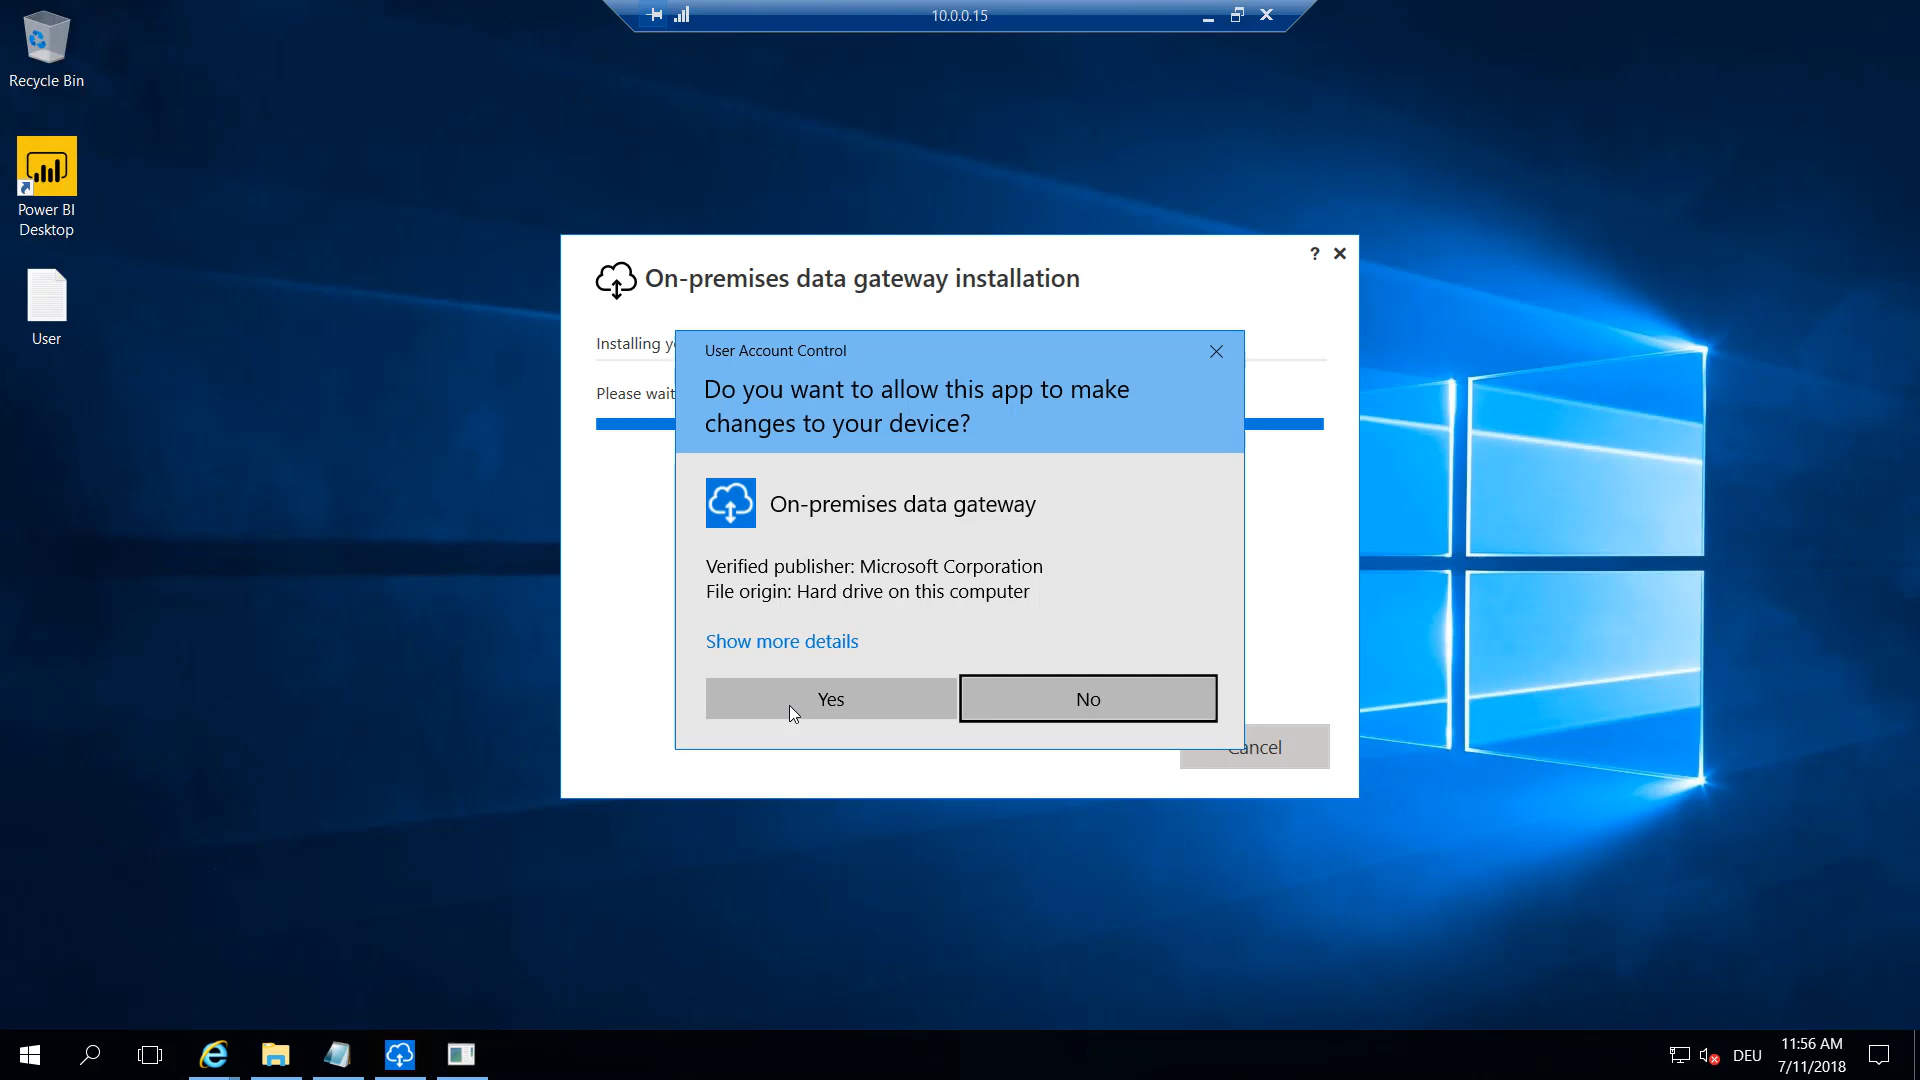 10.0.0.15
Recycle Bin
Power BI
Desktop
User
? 
On-premises data gateway installation
Installing y
Please wait
User Account Control
Do you want to allow this app to make
changes to your device?
On-premises data gateway
Verified publisher: Microsoft Corporation
File origin: Hard drive on this computer
Show more details
Yes
No
Cancel
DEU
11:56 AM
7/11/2018